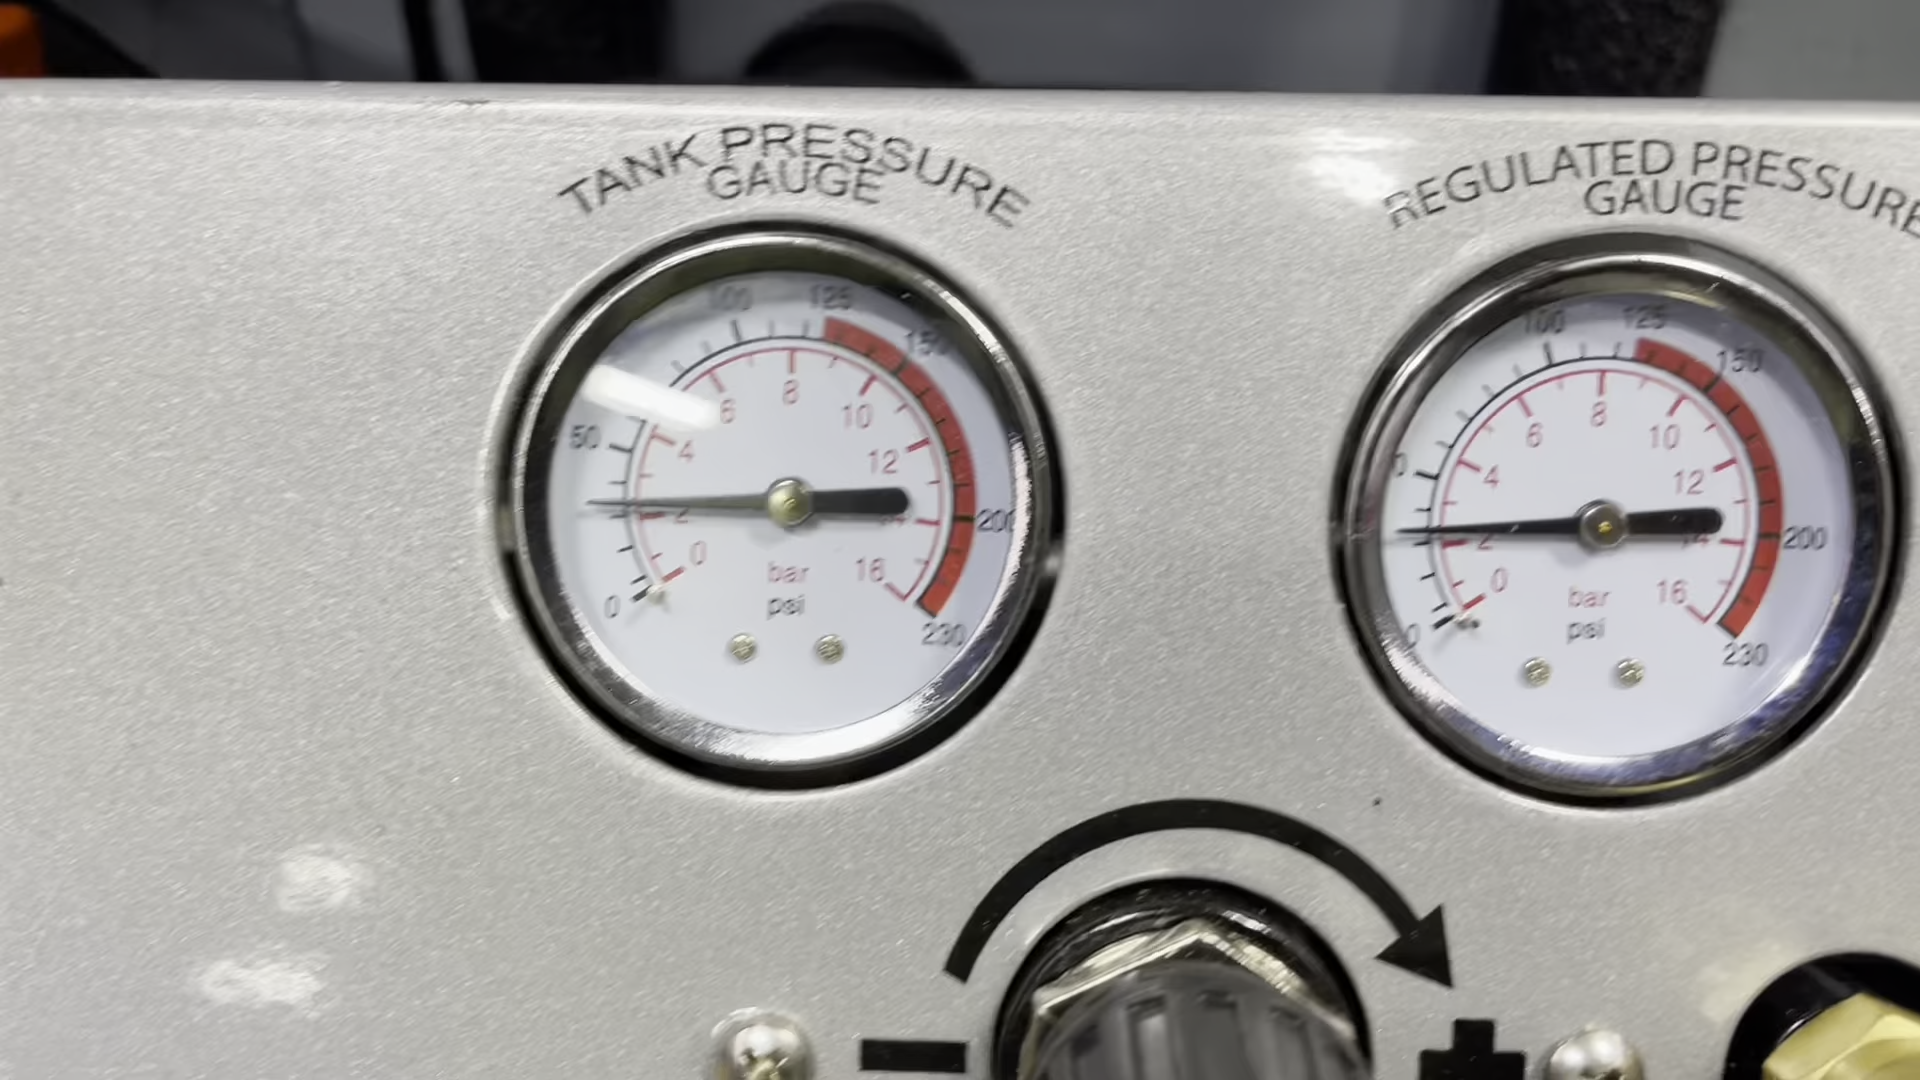 TANK PRESSURE
GAUGE
REGULATED PRESSURE
GAUGE
0 50 100 125 150 200 230
0 2 4 6 8 10 12 14 16
bar
psi
0 100 125 150 200 230
0 2 4 6 8 10 12 14 16
bar
psi